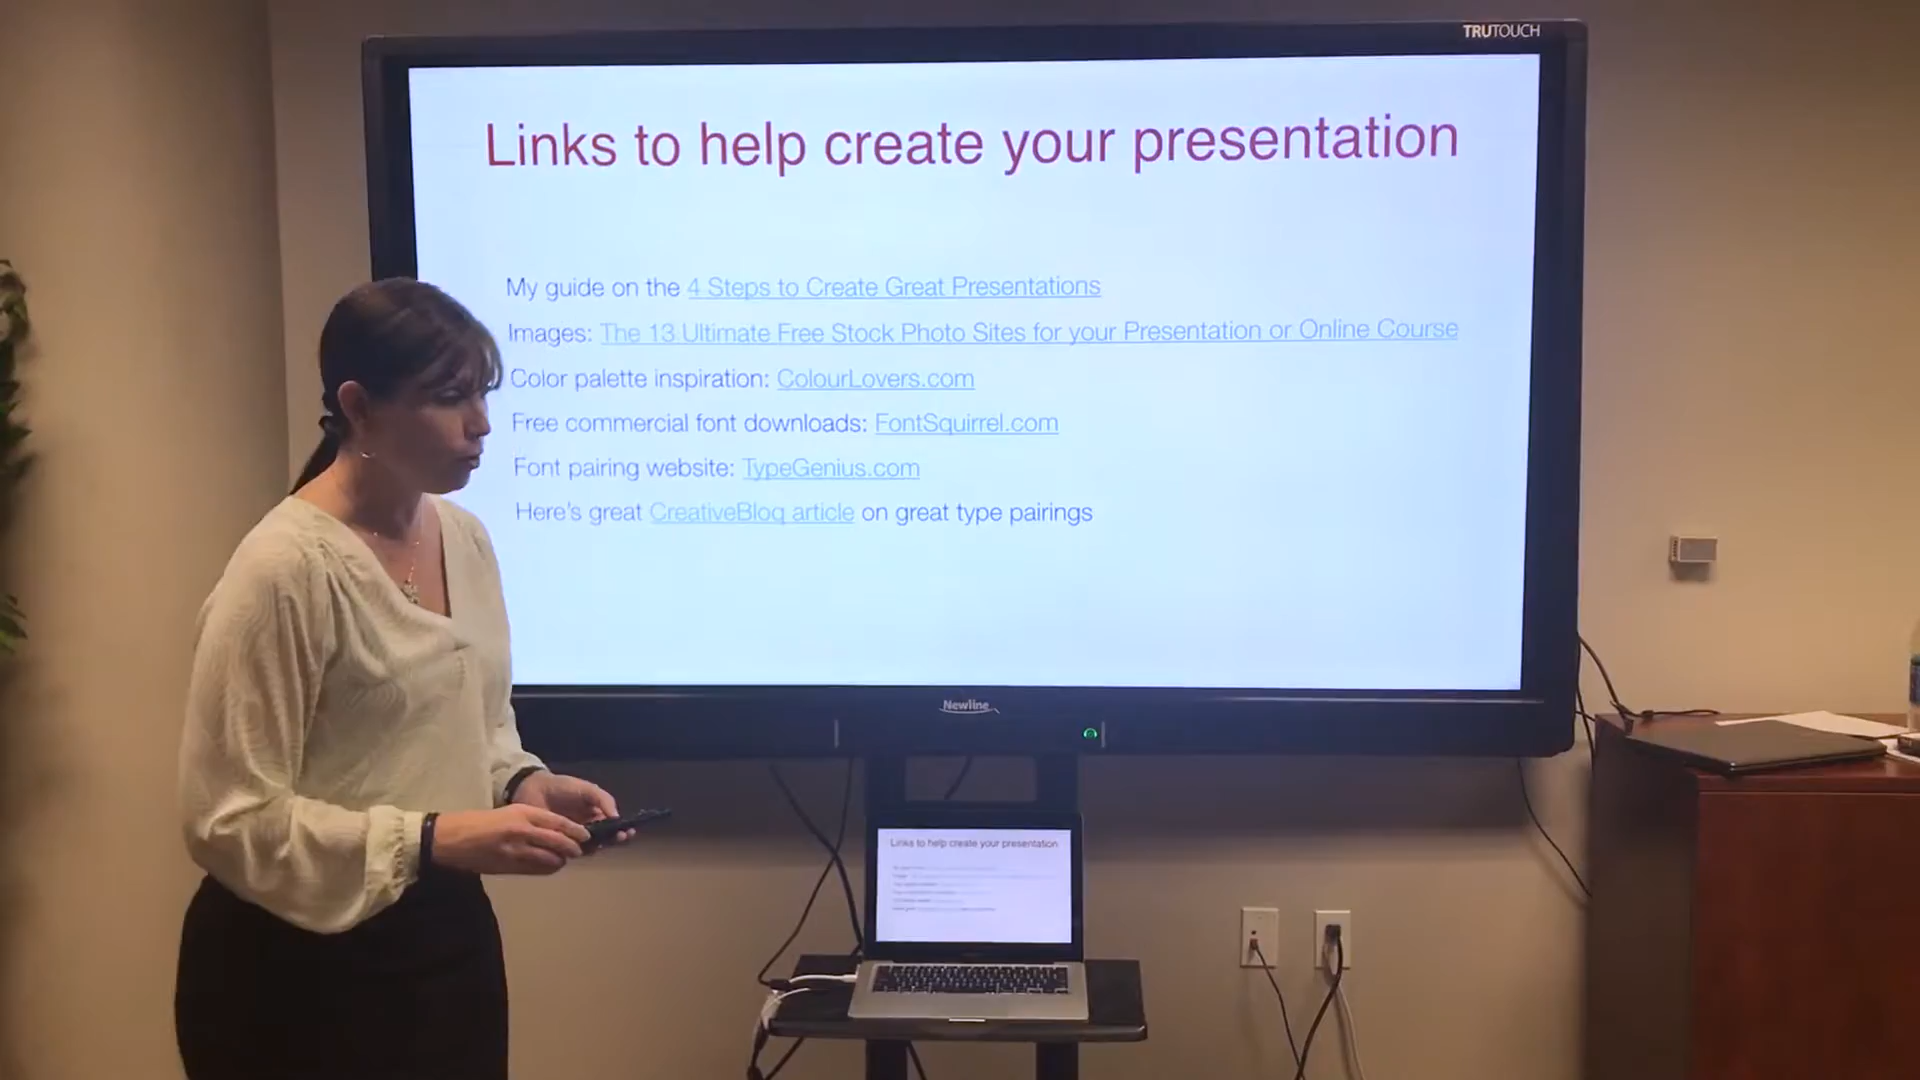 TRUTOUCH
Links to help create your presentation
My guide on the 4 Steps to Create Great Presentations
Images: The 13 Ultimate Free Stock Photo Sites for your Presentation or Online Course
Color palette inspiration: ColourLovers.com
Free commercial font downloads: FontSquirrel.com
Font pairing website: TypeGenius.com
Here's great CreativeBloq article on great type pairings
Newline
Links to help create your presentation